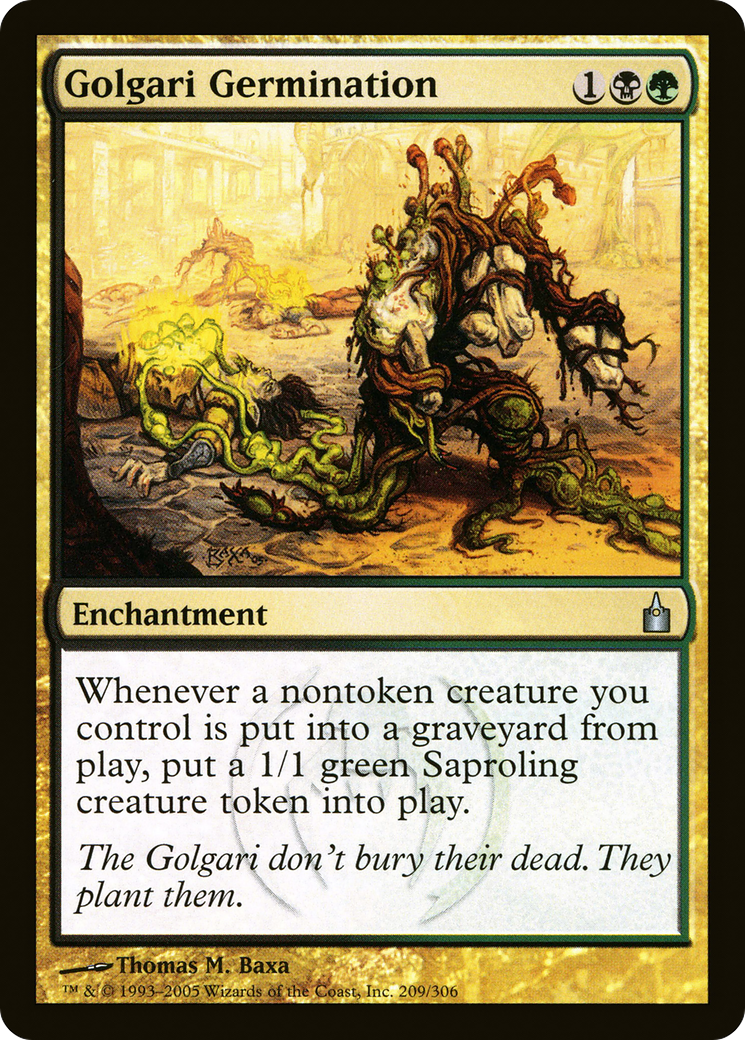 Golgari Germination 1
BAXA 05
Enchantment
Whenever a nontoken creature you
control is put into a graveyard from
play, put a 1/1 green Saproling
creature token into play.
The Golgari don't bury their dead. They
plant them.
Thomas M. Baxa
™ & © 1993–2005 Wizards of the Coast, Inc. 209/306